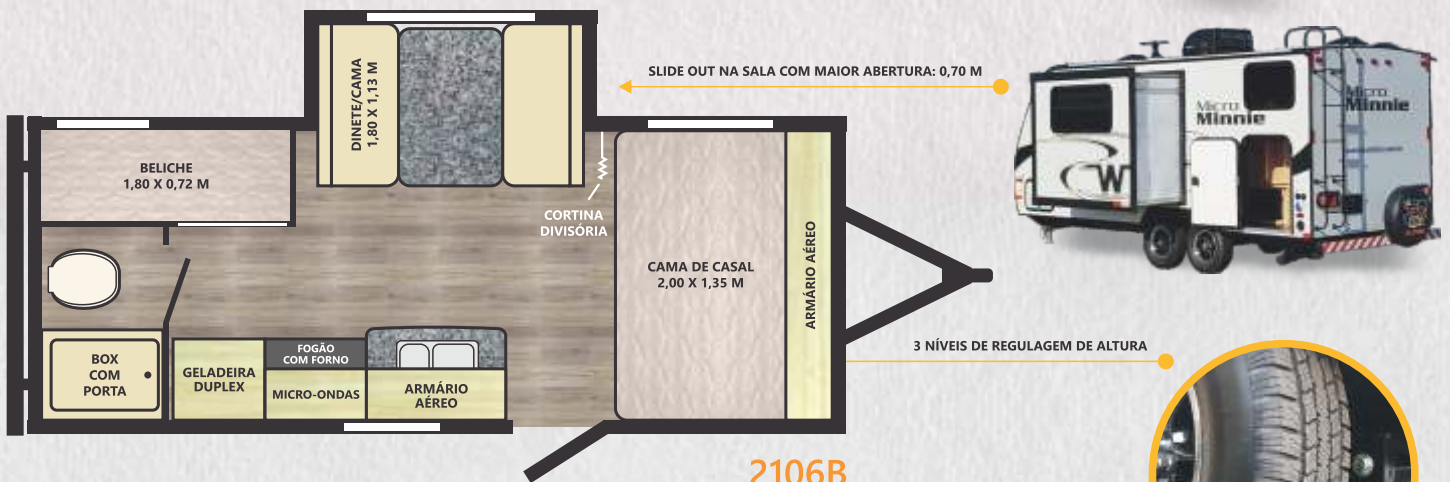 SLIDE OUT NA SALA COM MAIOR ABERTURA: 0,70 M
DINETE/CAMA
1,80 X 1,13 M
BELICHE
1,80 X 0,72 M
CORTINA
DIVISÓRIA
CAMA DE CASAL
2,00 X 1,35 M
ARMÁRIO AÉREO
BOX
COM
PORTA
GELADEIRA
DUPLEX
FOGÃO
COM FORNO
MICRO-ONDAS
ARMÁRIO
AÉREO
3 NÍVEIS DE REGULAGEM DE ALTURA
2106B
Micro
Minnie
Micro
Minnie
W